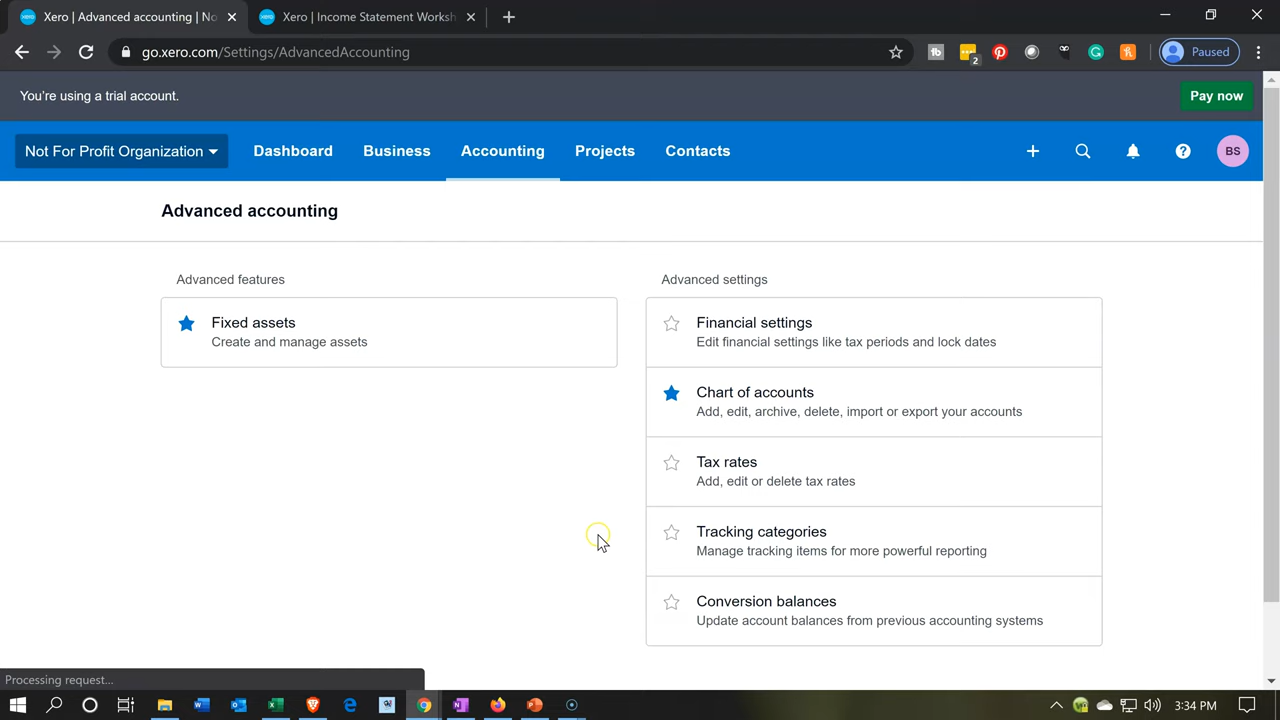 Xero | Advanced accounting | No
Xero | Income Statement Worksh
go.xero.com/Settings/AdvancedAccounting
2
Paused
You're using a trial account.
Pay now
Not For Profit Organization
Dashboard
Business
Accounting
Projects
Contacts
BS
Advanced accounting
Advanced features
Advanced settings
Fixed assets
Create and manage assets
Financial settings
Edit financial settings like tax periods and lock dates
Chart of accounts
Add, edit, archive, delete, import or export your accounts
Tax rates
Add, edit or delete tax rates
Tracking categories
Manage tracking items for more powerful reporting
Conversion balances
Update account balances from previous accounting systems
Processing request...
3:34 PM